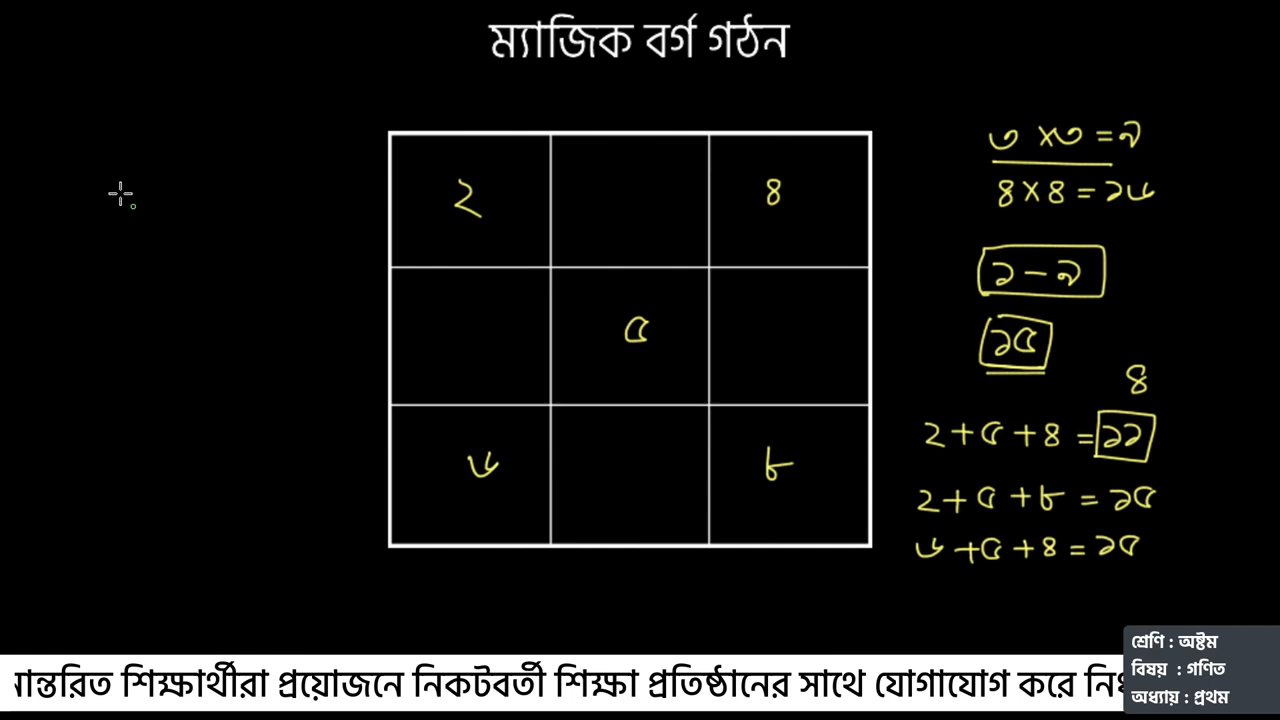 ম্যাজিক বর্গ গঠন
২ ৪
৫
৬ ৮
৩ × ৩ = ৯
৪ × ৪ = ১৬
১ - ৯
১৫
৪
২ + ৫ + ৪ = ১১
২ + ৫ + ৮ = ১৫
৬ + ৫ + ৪ = ১৫
শ্রেণি : অষ্টম
বিষয় : গণিত
অধ্যায় : প্রথম
শিক্ষার্থীরা প্রয়োজনে নিকটবর্তী শিক্ষা প্রতিষ্ঠানের সাথে যোগাযোগ করে